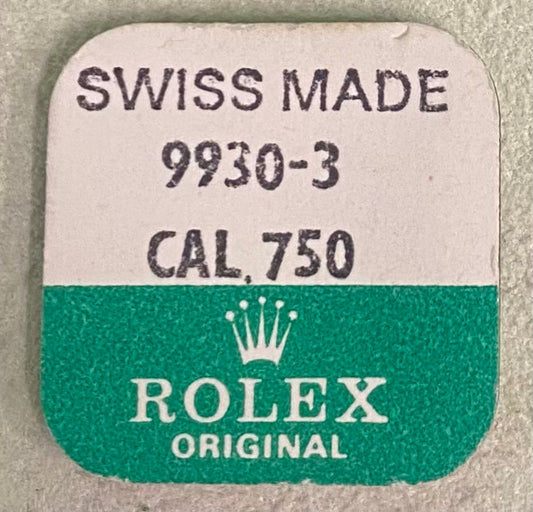 SWISS MADE
9930-3
CAL. 750
ROLEX
ORIGINAL